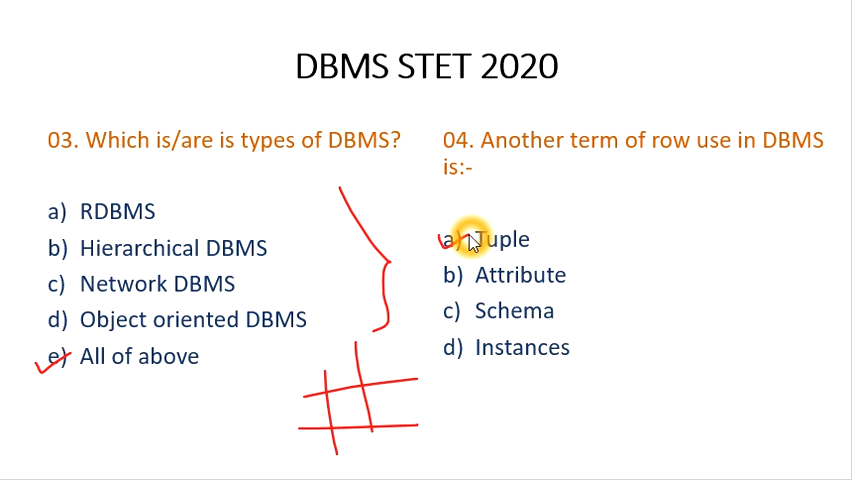 DBMS STET 2020
03. Which is/are is types of DBMS?
a) RDBMS
b) Hierarchical DBMS
c) Network DBMS
d) Object oriented DBMS
e) All of above
04. Another term of row use in DBMS
is:-
a) Tuple
b) Attribute
c) Schema
d) Instances